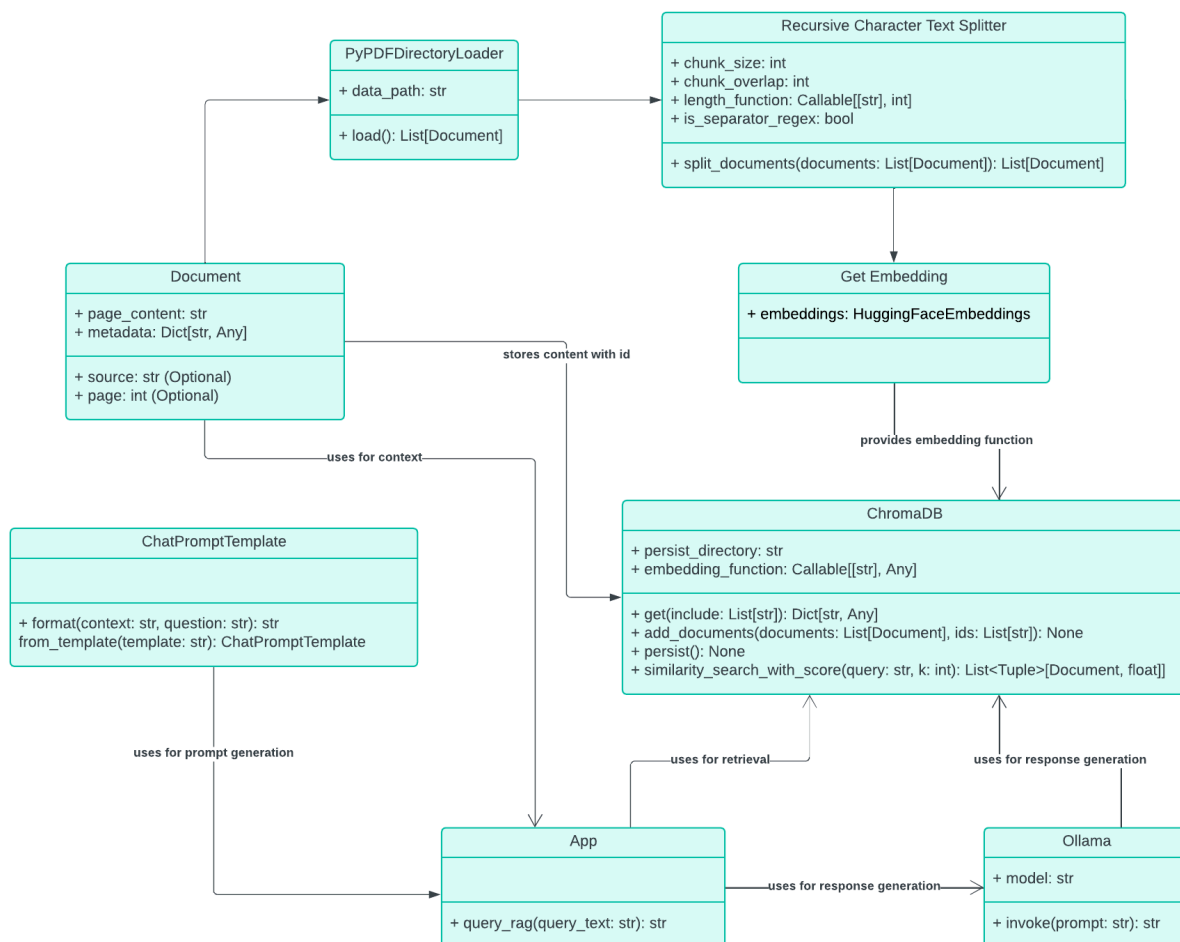 Recursive Character Text Splitter
+ chunk_size: int
+ chunk_overlap: int
+ length_function: Callable[[str], int]
+ is_separator_regex: bool
+ split_documents(documents: List[Document]): List[Document]
PyPDFDirectoryLoader
+ data_path: str
+ load(): List[Document]
Document
+ page_content: str
+ metadata: Dict[str, Any]
+ source: str (Optional)
+ page: int (Optional)
Get Embedding
+ embeddings: HuggingFaceEmbeddings
stores content with id
provides embedding function
uses for context
ChromaDB
+ persist_directory: str
+ embedding_function: Callable[[str], Any]
+ get(include: List[str]): Dict[str, Any]
+ add_documents(documents: List[Document], ids: List[str]): None
+ persist(): None
+ similarity_search_with_score(query: str, k: int): List<Tuple>[Document, float]]
ChatPromptTemplate
+ format(context: str, question: str): str
from_template(template: str): ChatPromptTemplate
uses for prompt generation
uses for retrieval
uses for response generation
App
+ query_rag(query_text: str): str
uses for response generation
Ollama
+ model: str
+ invoke(prompt: str): str